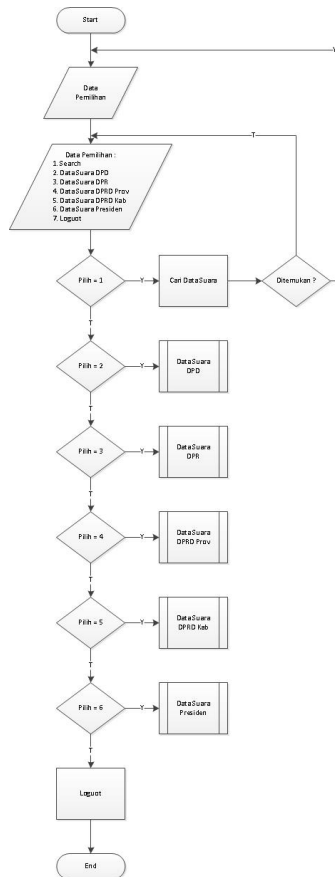 Start
Y
Data
Pemilihan
T
Data Pemilihan :
1. Search
2. DataSuara DPD
3. DataSuara DPR
4. DataSuara DPRD Prov
5. DataSuara DPRD Kab
6. DataSuara Presiden
7. Loguot
Pilih = 1
Y
Cari DataSuara
Ditemukan ?
T
Pilih = 2
Y
DataSuara
DPD
T
Pilih = 3
Y
DataSuara
DPR
T
Pilih = 4
Y
DataSuara
DPRD Prov
T
Pilih = 5
Y
DataSuara
DPRD Kab
T
Pilih = 6
Y
DataSuara
Presiden
T
Loguot
End